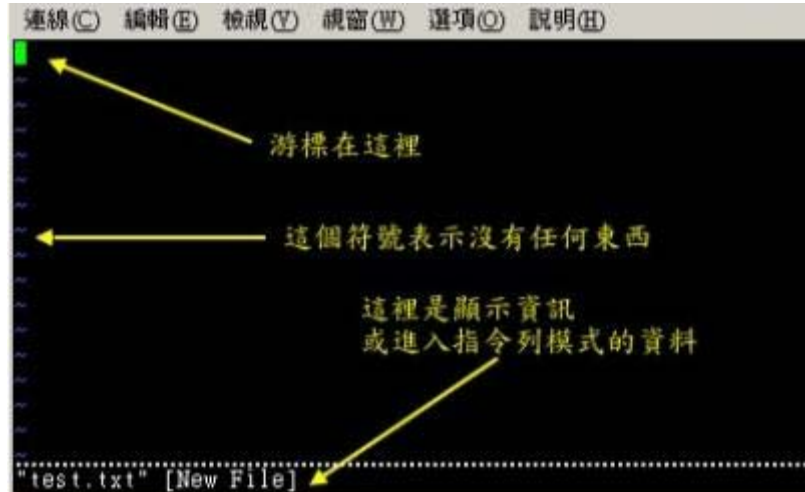 連線(C) 編輯(E) 檢視(V) 視窗(W) 選項(O) 說明(H)
~
~
~
游標在這裡
~
~
~
~
這個符號表示沒有任何東西
~
~
~
這裡是顯示資訊
~
或進入指令列模式的資料
~
~
~
~
~
"test.txt" [New File]